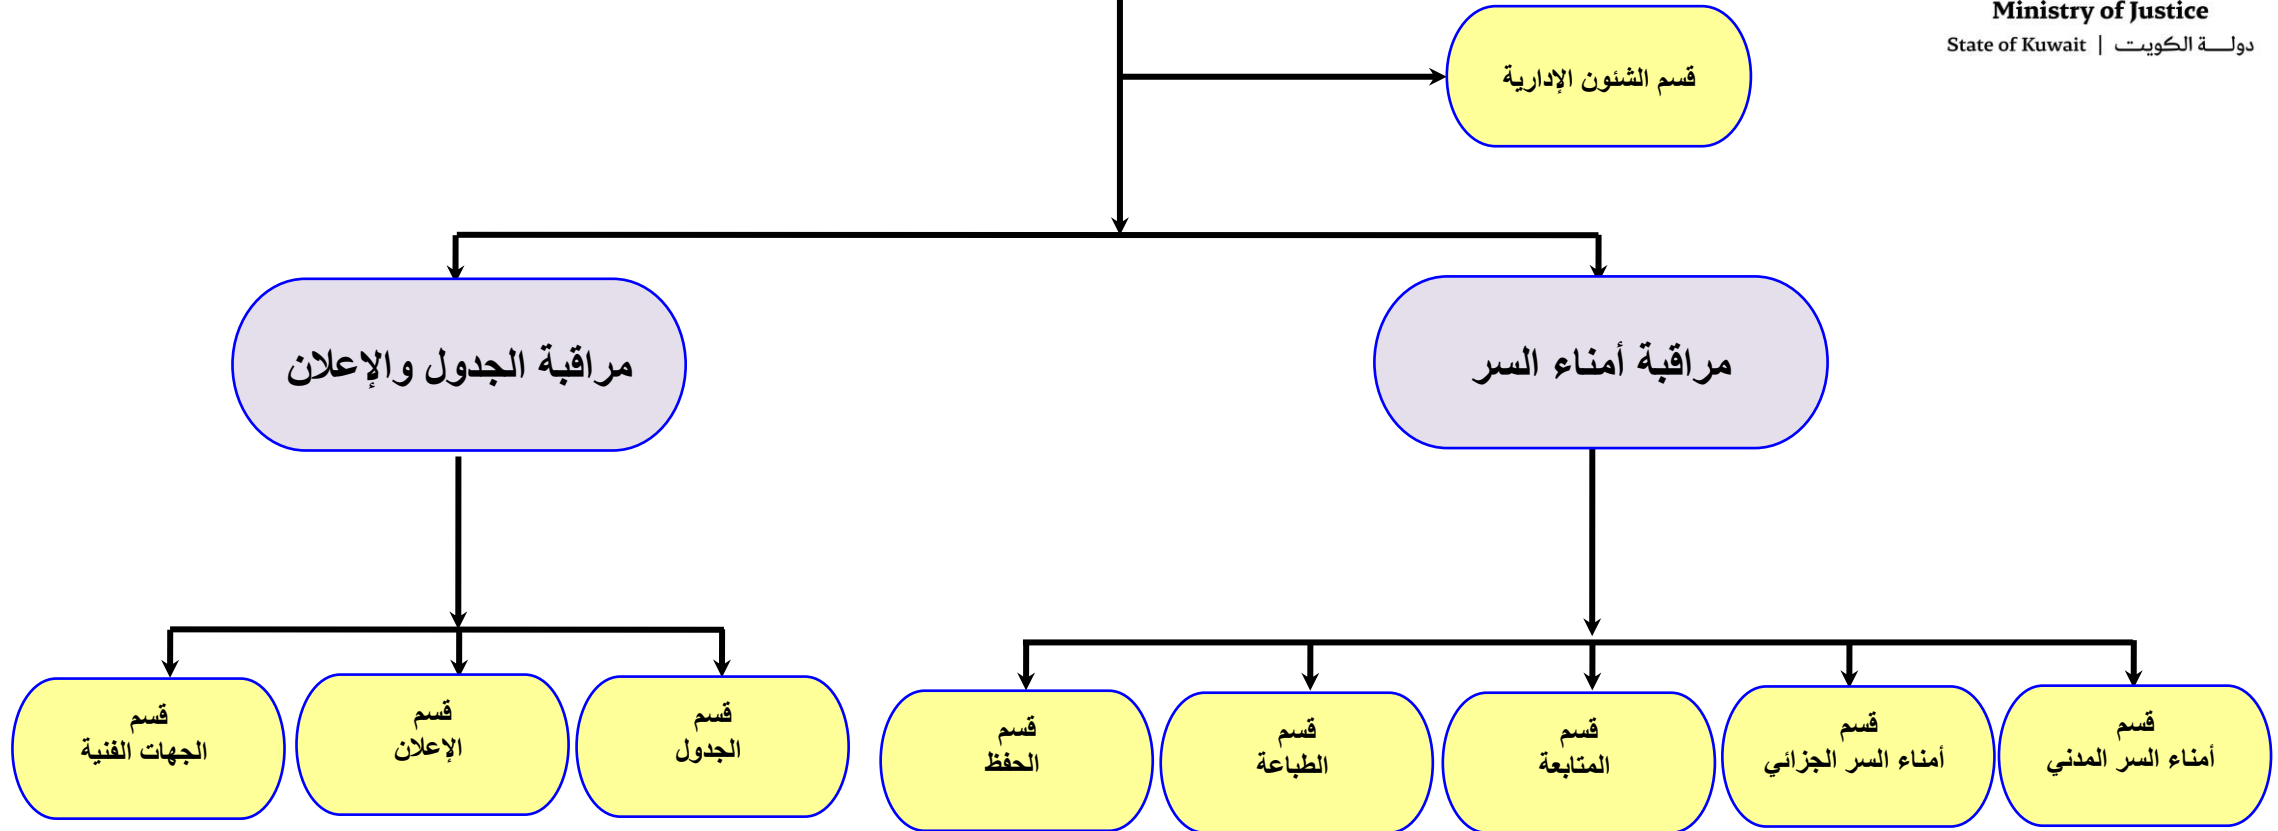 Ministry of Justice
State of Kuwait | دولة الكويت
قسم الشئون الإدارية
مراقبة أمناء السر
مراقبة الجدول والإعلان
قسم
أمناء السر المدني
قسم
أمناء السر الجزائي
قسم
المتابعة
قسم
الطباعة
قسم
الحفظ
قسم
الجدول
قسم
الإعلان
قسم
الجهات الفنية